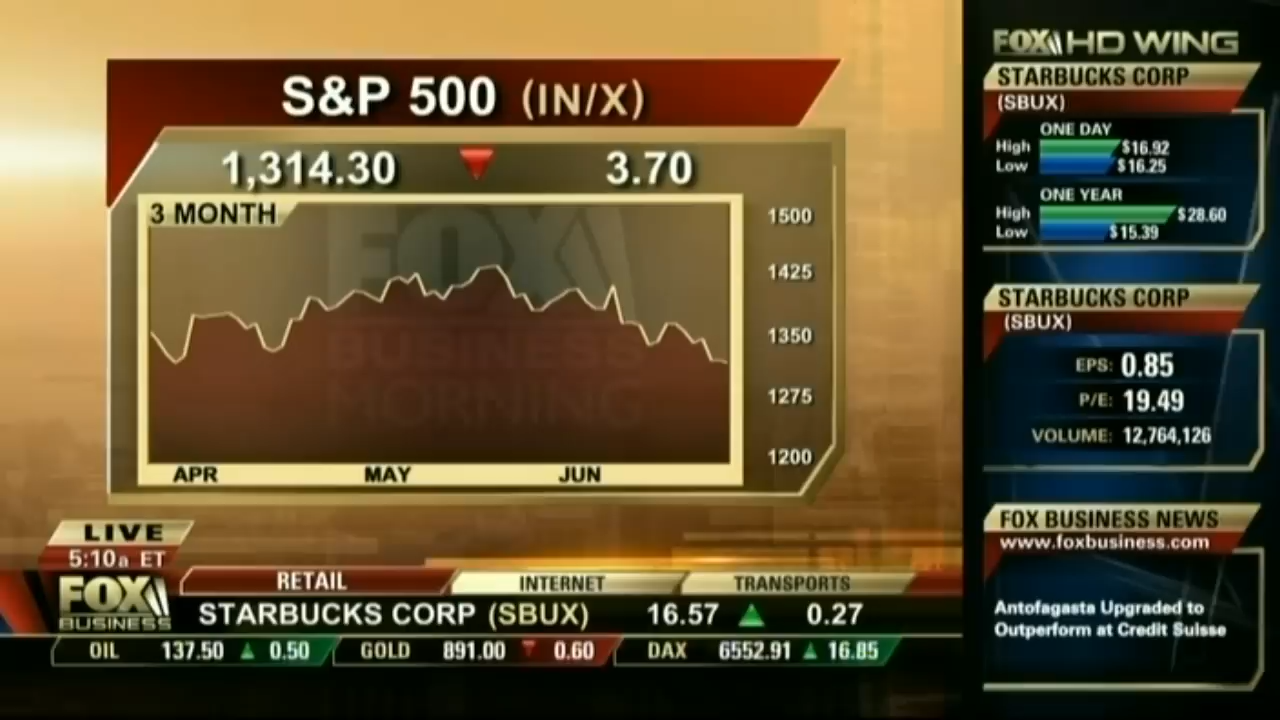 S&P 500 (IN/X)
1,314.30 3.70
3 MONTH
FOX
BUSINESS
MORNING
1500
1425
1350
1275
1200
APR MAY JUN
LIVE
5:10a ET
FOX
BUSINESS
RETAIL INTERNET TRANSPORTS
STARBUCKS CORP (SBUX) 16.57 0.27
OIL 137.50 0.50 GOLD 891.00 0.60 DAX 6552.91 16.85
FOX HD WING
STARBUCKS CORP
(SBUX)
ONE DAY
High $16.92
Low $16.25
ONE YEAR
High $28.60
Low $15.39
STARBUCKS CORP
(SBUX)
EPS: 0.85
P/E: 19.49
VOLUME: 12,764,126
FOX BUSINESS NEWS
www.foxbusiness.com
Antofagasta Upgraded to
Outperform at Credit Suisse